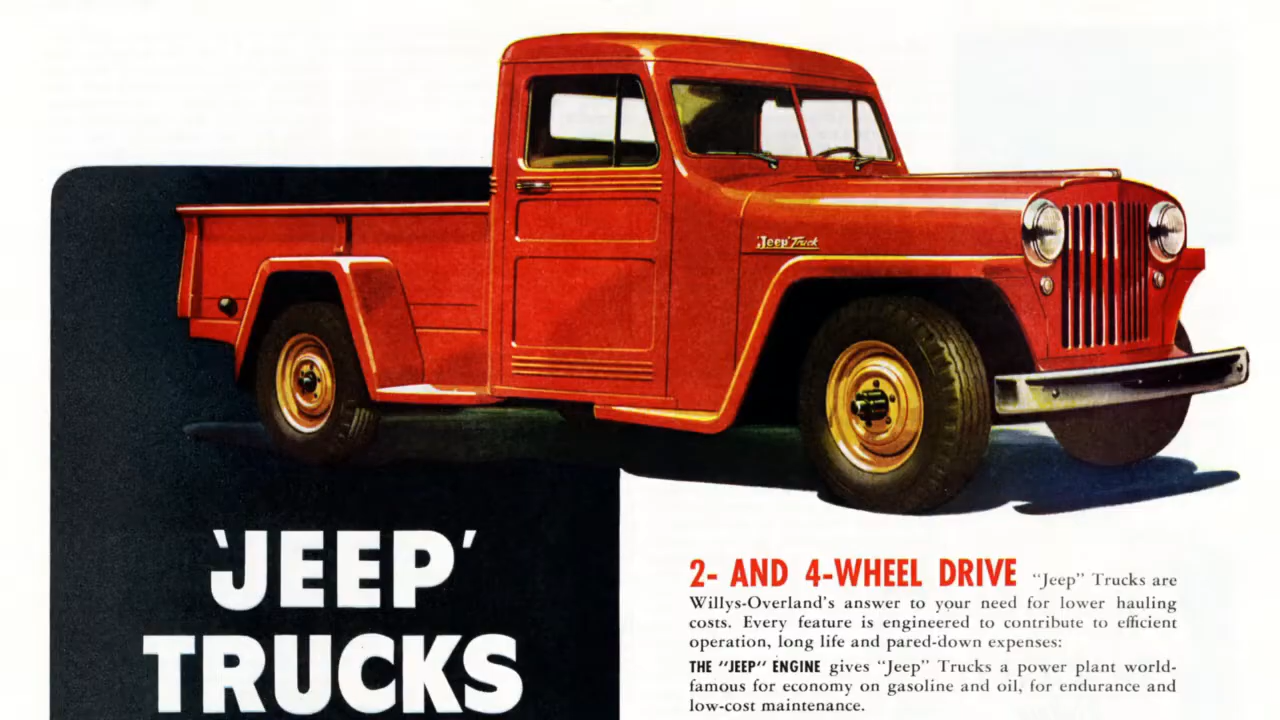 'Jeep' Truck
'JEEP'
TRUCKS
2- AND 4-WHEEL DRIVE "Jeep" Trucks are
Willys-Overland's answer to your need for lower hauling
costs. Every feature is engineered to contribute to efficient
operation, long life and pared-down expenses:
THE "JEEP" ENGINE gives "Jeep" Trucks a power plant world-
famous for economy on gasoline and oil, for endurance and
low-cost maintenance.